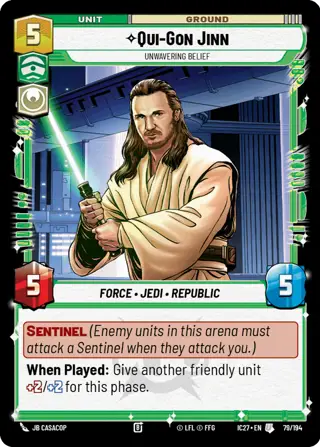 5
UNIT
GROUND
Qui-Gon Jinn
UNWAVERING BELIEF
5
FORCE • JEDI • REPUBLIC
5
SENTINEL (Enemy units in this arena must
attack a Sentinel when they attack you.)
When Played: Give another friendly unit
+2/+2 for this phase.
JB CASACOP
© LFL © FFG
IC27 • EN
79/194